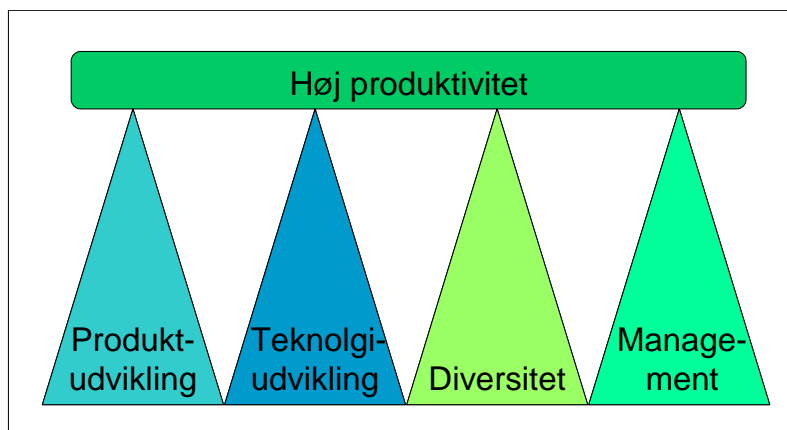 Høj produktivitet
Produkt-
udvikling
Teknolgi-
udvikling
Diversitet
Manage-
ment